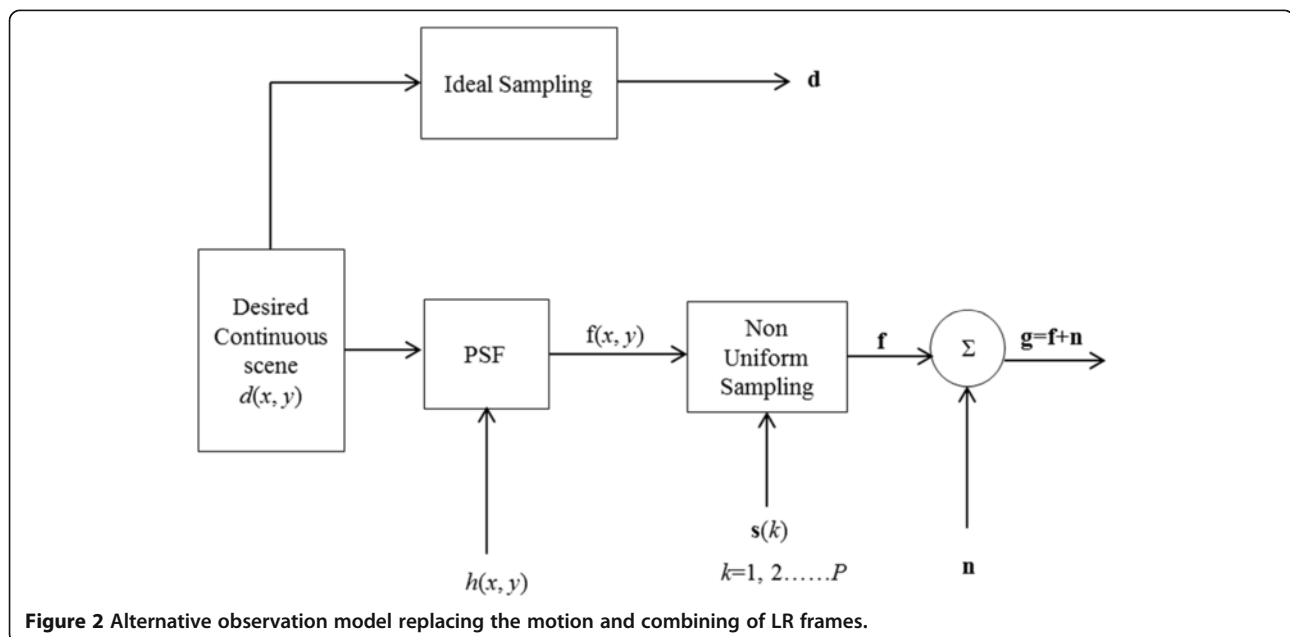 Ideal Sampling
d
Desired
Continuous
scene
d(x, y)
PSF
f(x, y)
Non
Uniform
Sampling
f
Σ
g=f+n
h(x, y)
s(k)
k=1, 2......P
n
Figure 2 Alternative observation model replacing the motion and combining of LR frames.